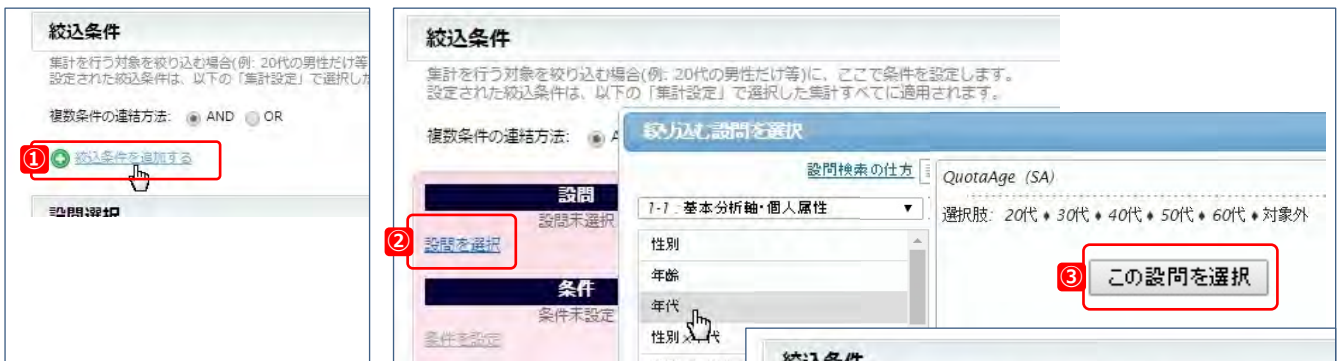 絞込条件
集計を行う対象を絞り込む場合(例: 20代の男性だけ等
設定された絞込条件は、以下の「集計設定」で選択した
複数条件の連結方法: AND OR
① 絞込条件を追加する
設問選択
絞込条件
集計を行う対象を絞り込む場合(例: 20代の男性だけ等)に、ここで条件を設定します。
設定された絞込条件は、以下の「集計設定」で選択した集計すべてに適用されます。
複数条件の連結方法:
設問
設問未選択
② 設問を選択
条件
条件未設定
条件を設定
絞り込む設問を選択
設問検索の仕方
1-1 : 基本分析軸・個人属性 ▼
性別
年齢
年代
性別×年代
QuotaAge (SA)
選択肢: 20代 ♦ 30代 ♦ 40代 ♦ 50代 ♦ 60代 ♦ 対象外
③ この設問を選択
絞込条件